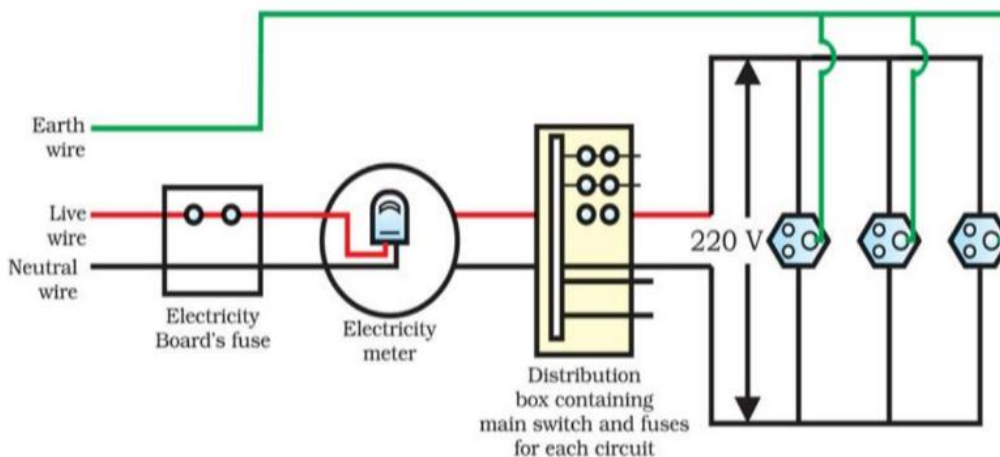 Earth
wire
Live
wire
Neutral
wire
Electricity
Board's fuse
Electricity
meter
Distribution
box containing
main switch and fuses
for each circuit
220 V